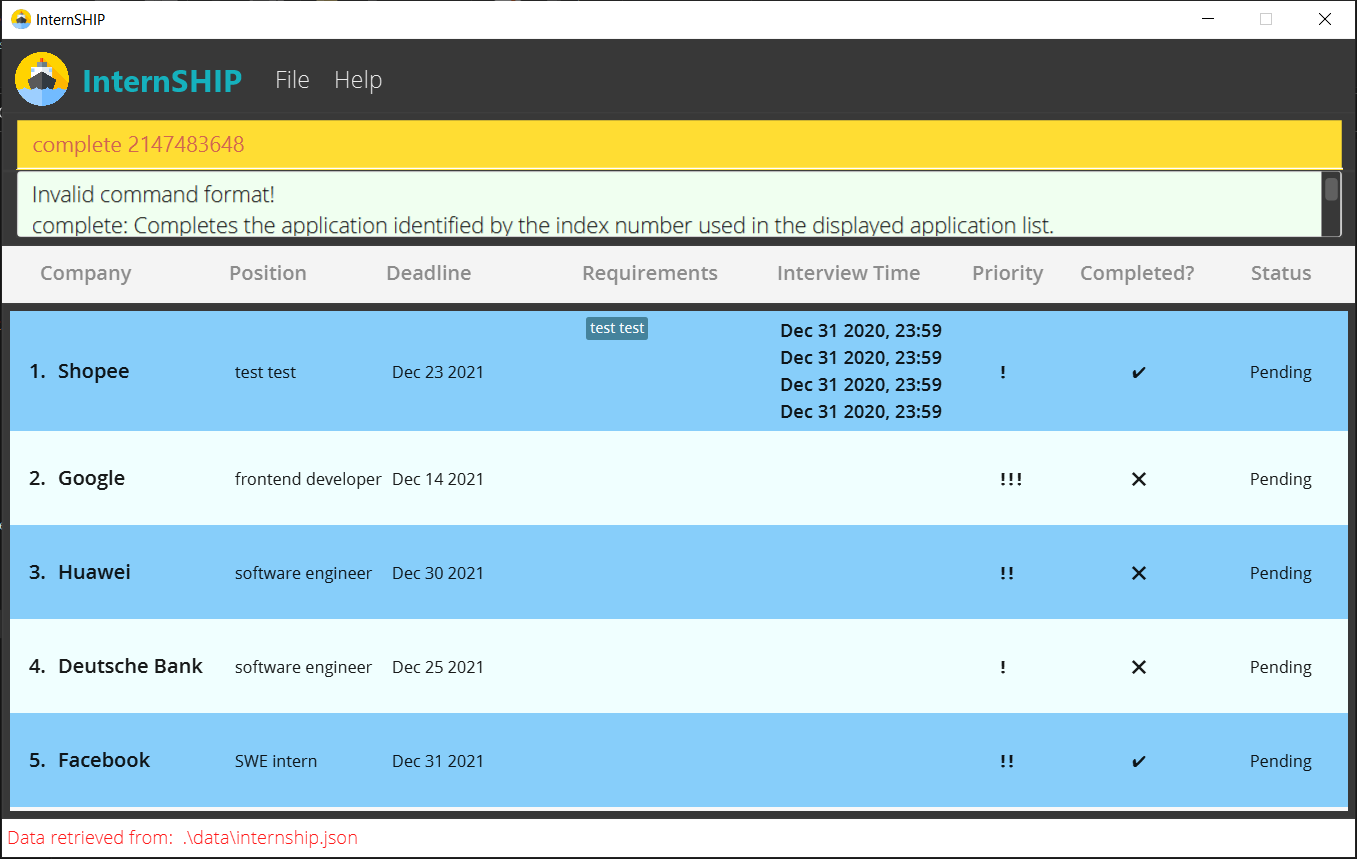 InternSHIP
InternSHIP File Help
complete 2147483648
Invalid command format!
complete: Completes the application identified by the index number used in the displayed application list.
Company Position Deadline Requirements Interview Time Priority Completed? Status
test test
Dec 31 2020, 23:59
Dec 31 2020, 23:59
Dec 31 2020, 23:59
Dec 31 2020, 23:59
1. Shopee test test Dec 23 2021 ! ✔ Pending
2. Google frontend developer Dec 14 2021 !!! ✕ Pending
3. Huawei software engineer Dec 30 2021 !! ✕ Pending
4. Deutsche Bank software engineer Dec 25 2021 ! ✕ Pending
5. Facebook SWE intern Dec 31 2021 !! ✔ Pending
Data retrieved from: .\data\internship.json